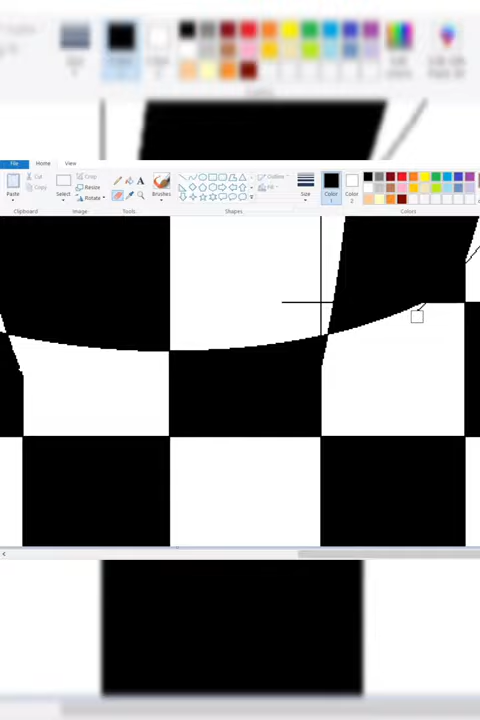 File Home View
Paste Cut Copy
Select Crop Resize Rotate
A
Brushes
Outline Fill
Size
Color 1
Color 2
Clipboard Image Tools Shapes Colors